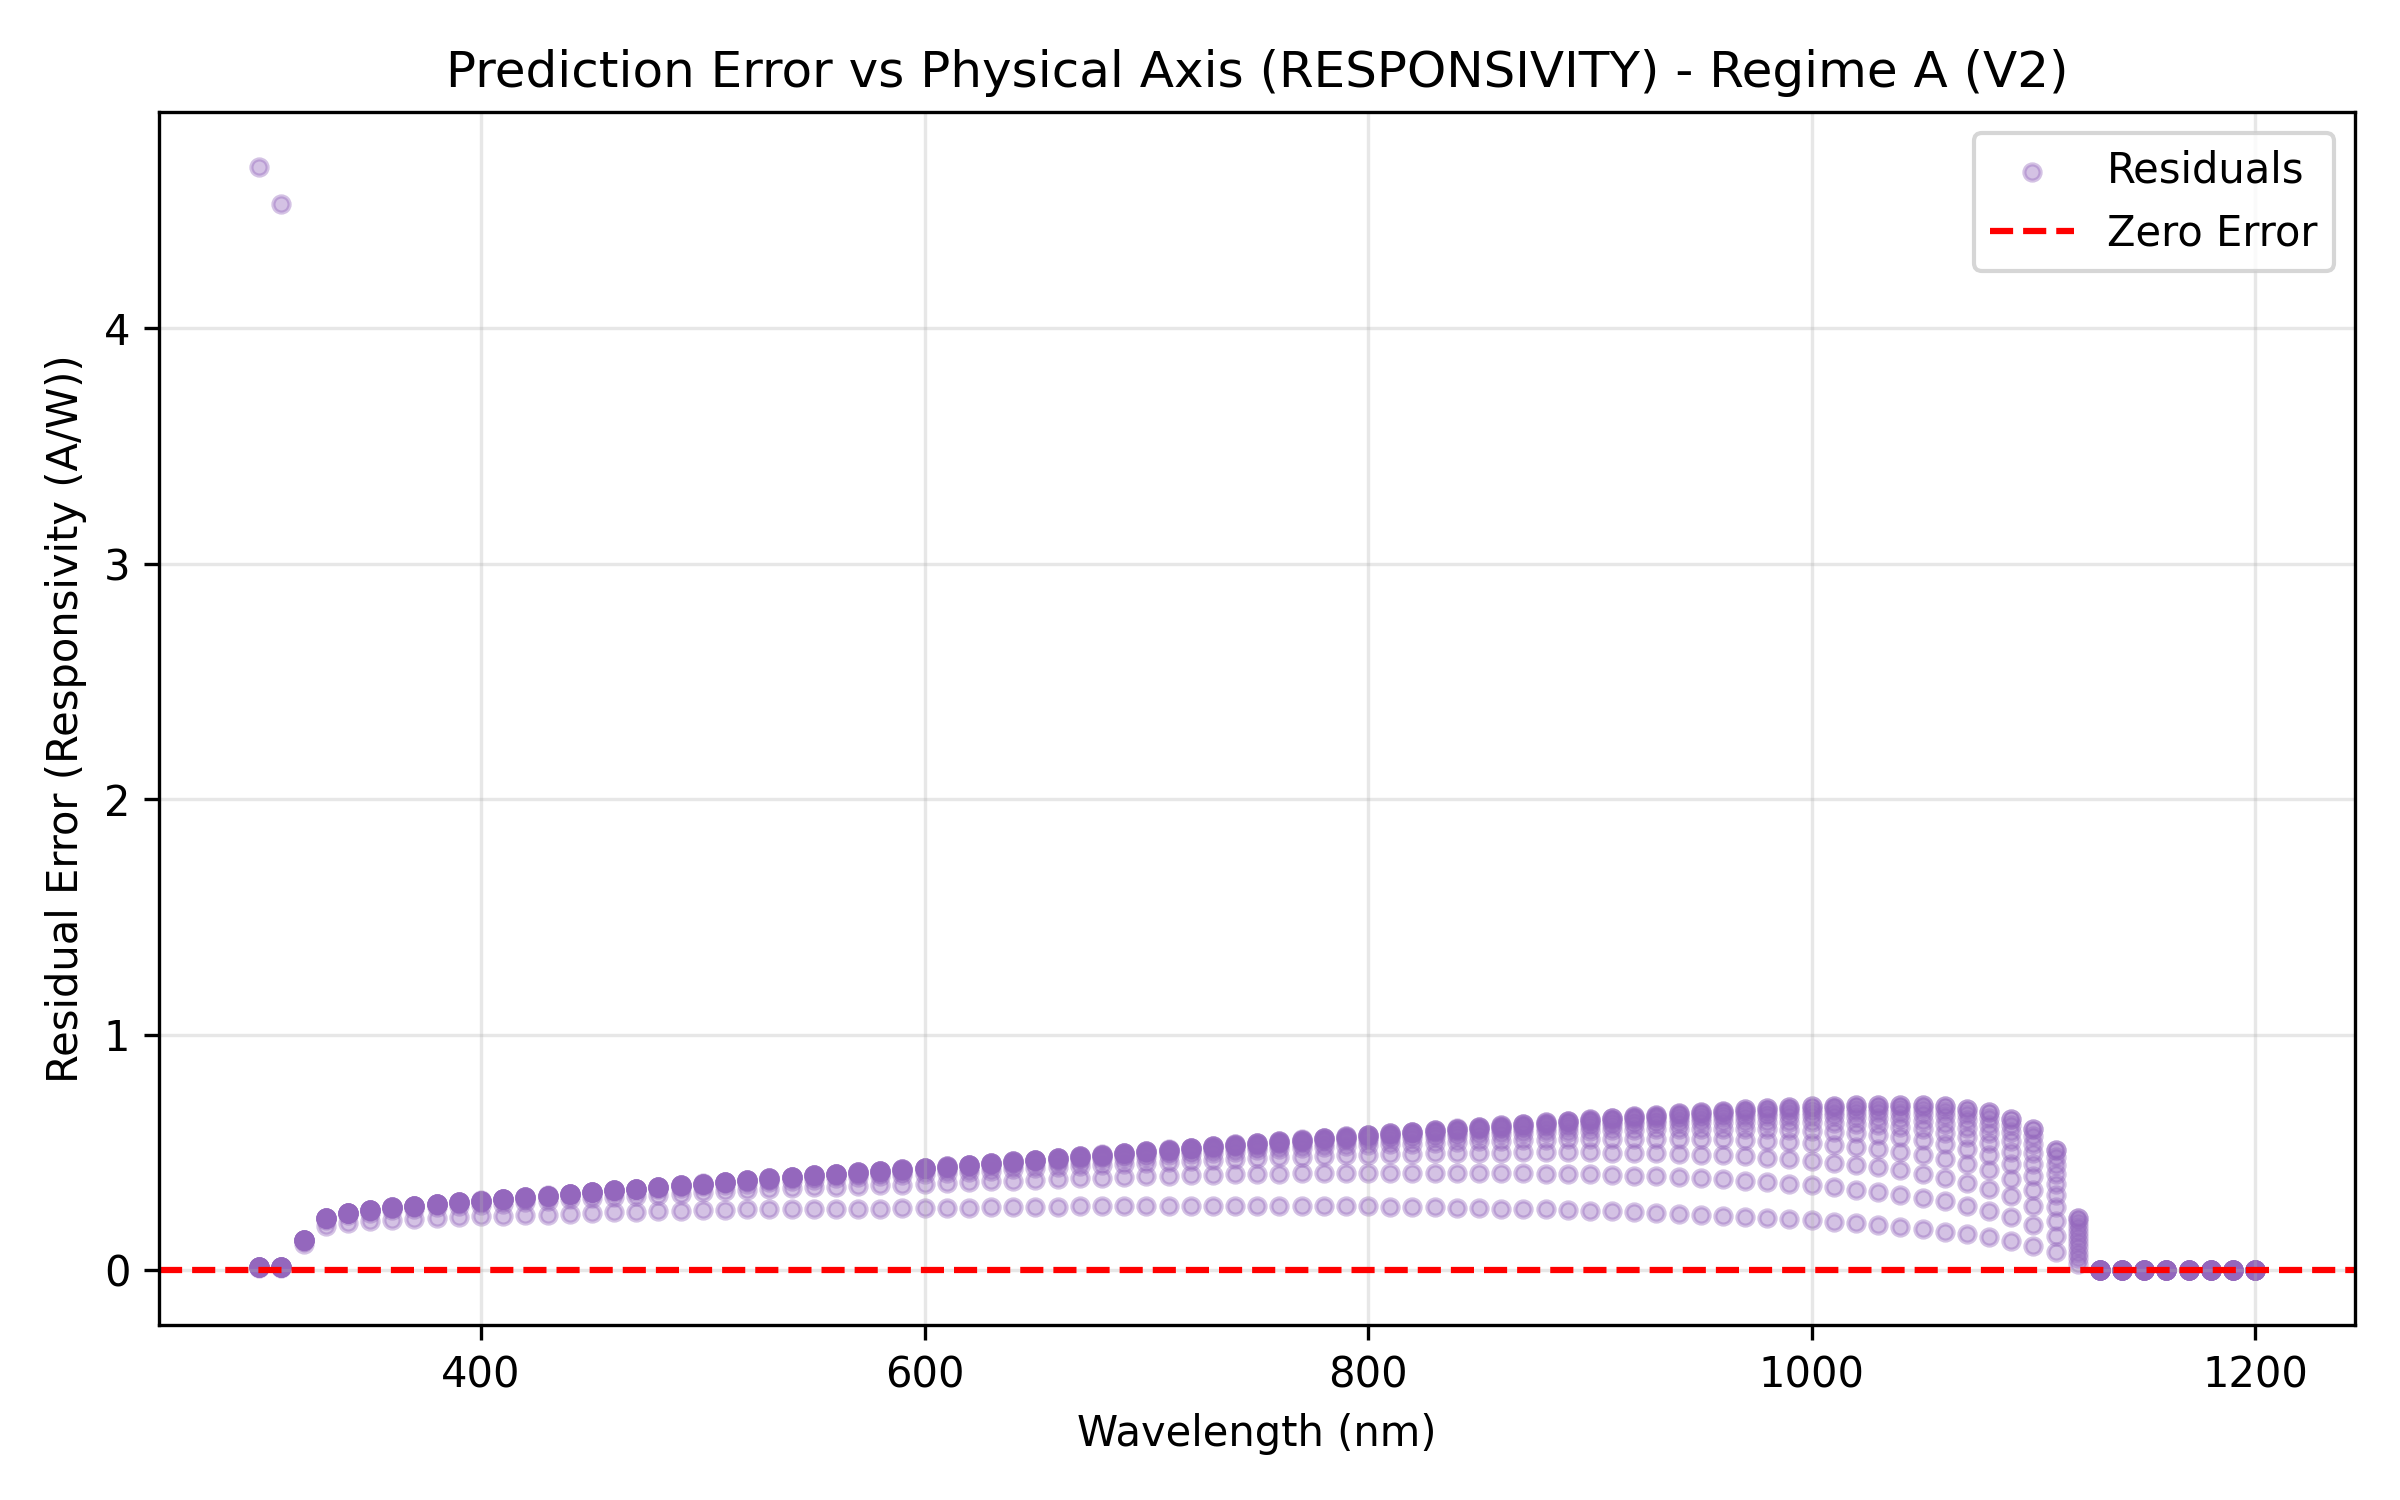 Prediction Error vs Physical Axis (RESPONSIVITY) - Regime A (V2)
Residuals
Zero Error
Residual Error (Responsivity (A/W))
4
3
2
1
0
400 600 800 1000 1200
Wavelength (nm)